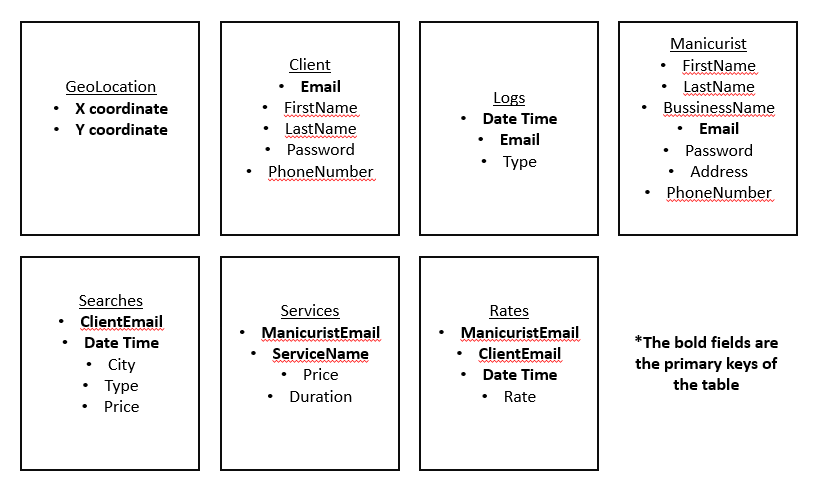 GeoLocation
• X coordinate
• Y coordinate
Client
• Email
• FirstName
• LastName
• Password
• PhoneNumber
Logs
• Date Time
• Email
• Type
Manicurist
• FirstName
• LastName
• BussinessName
• Email
• Password
• Address
• PhoneNumber
Searches
• ClientEmail
• Date Time
• City
• Type
• Price
Services
• ManicuristEmail
• ServiceName
• Price
• Duration
Rates
• ManicuristEmail
• ClientEmail
• Date Time
• Rate
*The bold fields are
the primary keys of
the table